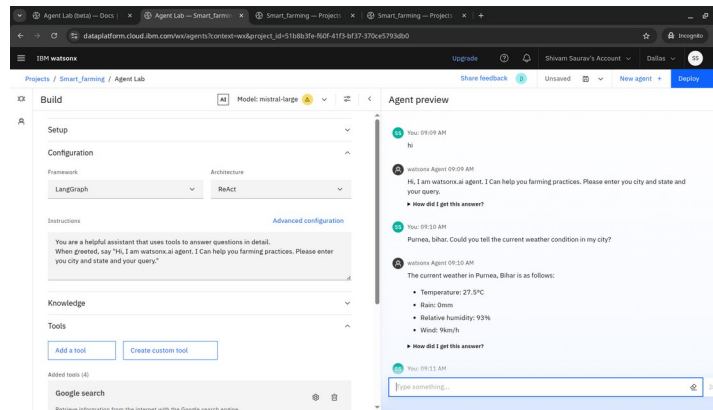 Agent Lab (beta) — Docs
Agent Lab — Smart_farmin
Smart_farming — Projects
Smart_farming — Projects
dataplatform.cloud.ibm.com/wx/agents?context=wx&project_id=51b8b3fe-f60f-41f3-bf37-370ce5793db0
Incognito
IBM watsonx
Upgrade
Shivam Saurav's Account
Dallas
SS
Projects / Smart_farming / Agent Lab
Share feedback
β
Unsaved
New agent +
Deploy
Build
AI
Model: mistral-large
Agent preview
Setup
Configuration
Framework
Architecture
LangGraph
ReAct
Instructions
Advanced configuration
You are a helpful assistant that uses tools to answer questions in detail.
When greeted, say "Hi, I am watsonx.ai agent. I Can help you farming practices. Please enter
you city and state and your query."
Knowledge
Tools
Add a tool
Create custom tool
Added tools (4)
Google search
Retrieve information from the internet with the Google search engine
SS
You: 09:09 AM
hi
watsonx Agent 09:09 AM
Hi, I am watsonx.ai agent. I Can help you farming practices. Please enter you city and state and
your query.
How did I get this answer?
SS
You: 09:10 AM
Purnea, bihar. Could you tell the current weather condition in my city?
watsonx Agent 09:10 AM
The current weather in Purnea, Bihar is as follows:
• Temperature: 27.5°C
• Rain: 0mm
• Relative humidity: 93%
• Wind: 9km/h
How did I get this answer?
SS
You: 09:11 AM
Type something...